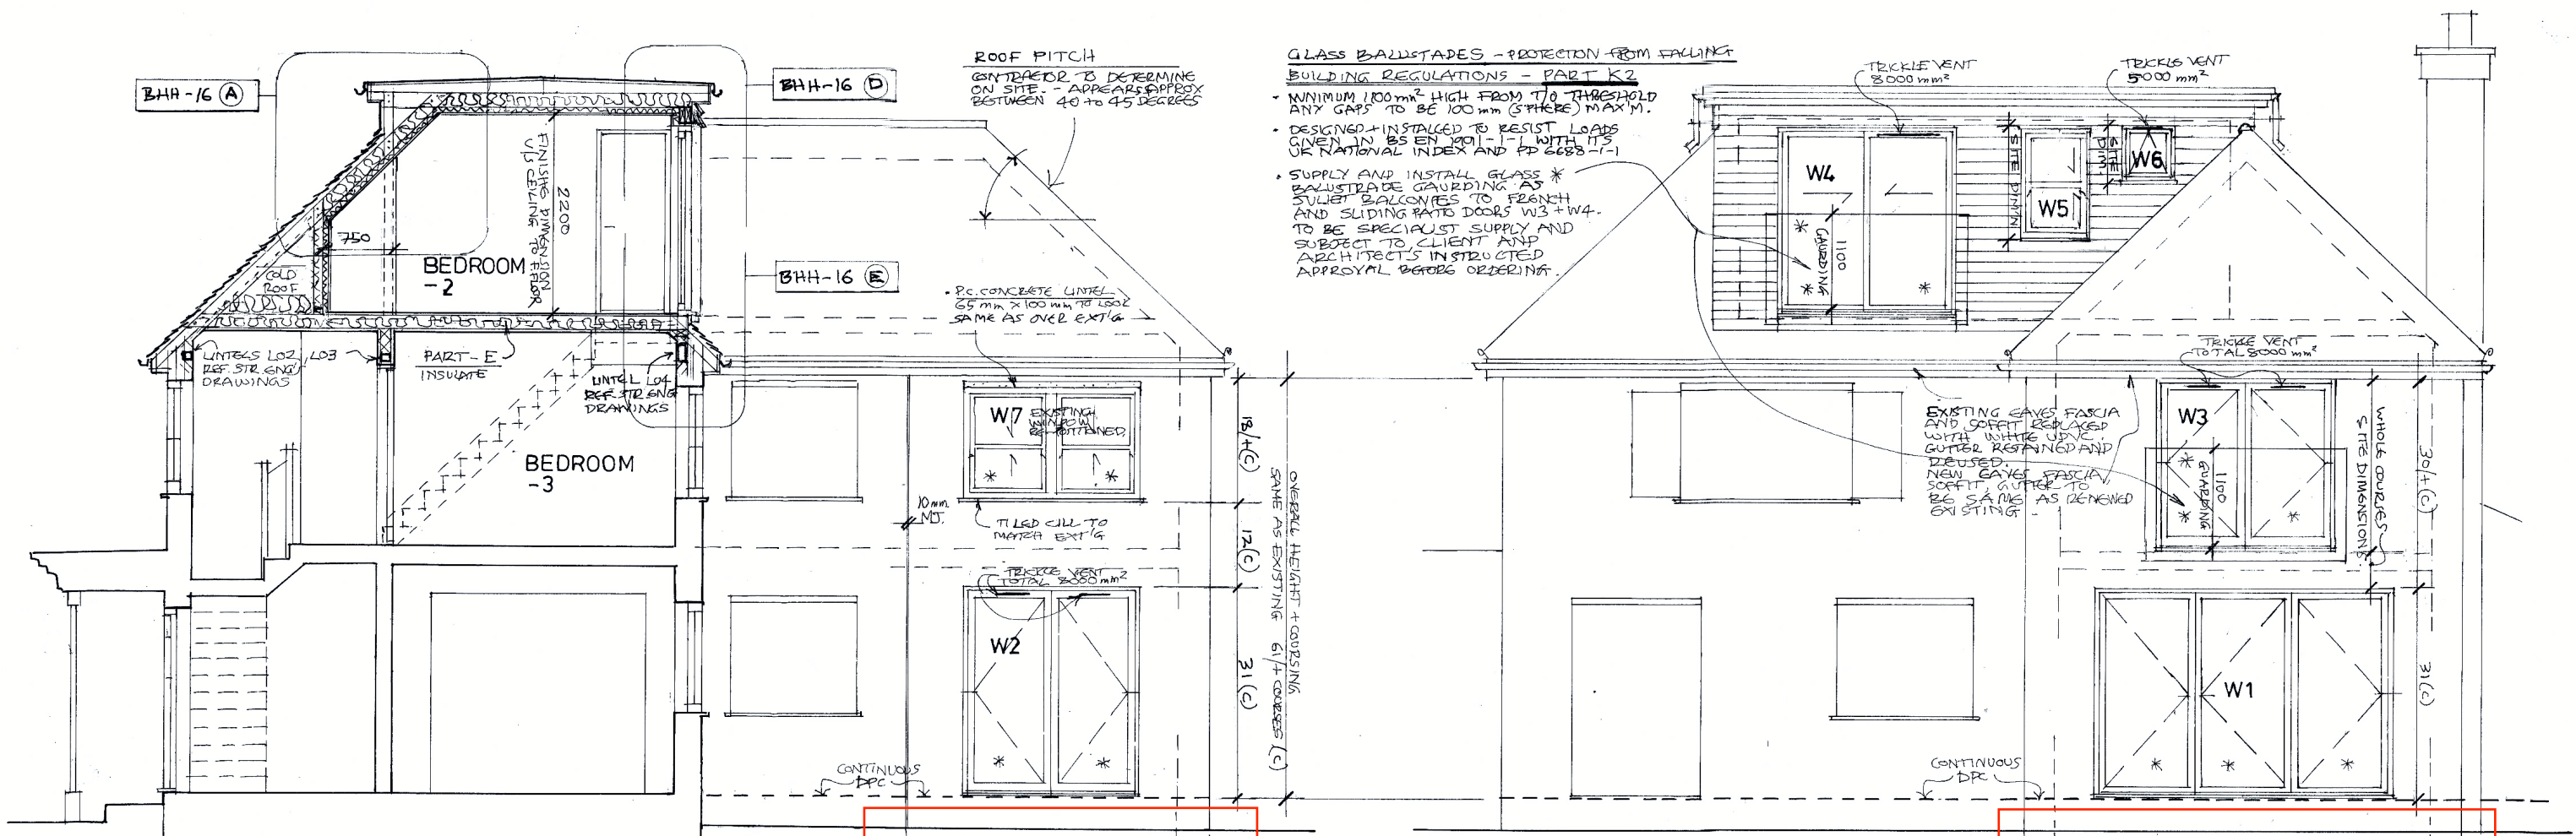 BHH-16 A
BHH-16 D
BHH-16 E
ROOF PITCH
CONTRACTOR TO DETERMINE
ON SITE. - APPEARS APPROX
BETWEEN 40 to 45 DEGREES
FINISHED DIMENSION
U/S CEILING TO FLOOR
2200
750
BEDROOM
-2
COLD
ROOF
LINTELS L02, L03
REF. STR ENG'
DRAWINGS
PART-E
INSULATE
LINTEL L04
REF. STR ENG'
DRAWINGS
BEDROOM
-3
• P.C. CONCRETE LINTEL
65 mm x 100 mm TO LOOK
SAME AS OVER EXT'G
W7
EXISTING
WINDOW
RE-POSITIONED
10mm
MJ.
TILED CILL TO
MATCH EXT'G
TRICKLE VENT
TOTAL 8000 mm²
W2
CONTINUOUS
DPC
18/+(C)
12(C)
31(C)
OVERALL HEIGHT + COURSING
SAME AS EXISTING 61/+ COURSES (C)
GLASS BALUSTADES - PROTECTION FROM FALLING
BUILDING REGULATIONS - PART K2
• MINIMUM 1100mm² HIGH FROM T/O THRESHOLD
ANY GAPS TO BE 100mm (SPHERE) MAX'M.
• DESIGNED + INSTALLED TO RESIST LOADS
GIVEN IN BS EN 1991-1-1 WITH ITS
UK NATIONAL INDEX AND PD 6688-1-1
• SUPPLY AND INSTALL GLASS *
BALUSTRADE GAURDING AS
JULIET BALCONIES TO FRENCH
AND SLIDING PATIO DOORS W3 + W4.
TO BE SPECIALIST SUPPLY AND
SUBJECT TO CLIENT AND
ARCHITECT'S INSTRUCTED
APPROVAL BEFORE ORDERING.
TRICKLE VENT
8000 mm²
TRICKLE VENT
5000 mm²
W4
1100
GAURDING
SITE DIM'N
W5
SITE DIM.
W6
TRICKLE VENT
TOTAL 8000 mm²
W3
1100
GUARDING
EXISTING EAVES FASCIA
AND SOFFIT REPLACED
WITH WHITE UPVC.
GUTTER RETAINED AND
REUSED.
NEW EAVES FASCIA,
SOFFIT, GUTTER TO
BE SAME AS RENEWED
EXISTING
WHOLE COURSES
SITE DIMENSIONS
30/+(C)
31(C)
W1
CONTINUOUS
DPC